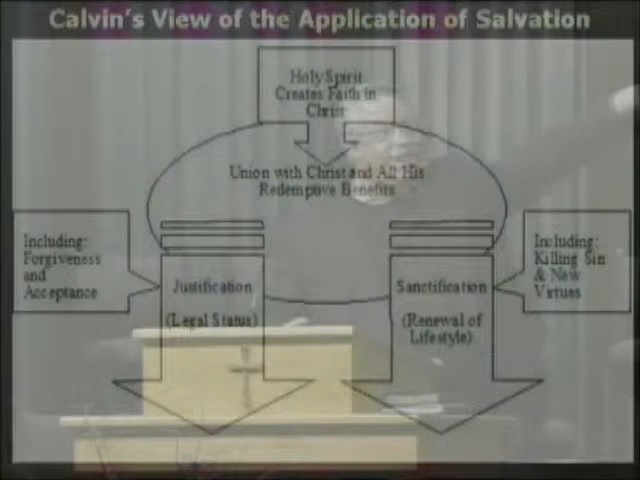 Calvin's View of the Application of Salvation
Holy Spirit
Creates Faith in
Christ
Union with Christ and All His
Redemptive Benefits
Including:
Forgiveness
and
Acceptance
Justification
(Legal Status)
Sanctification
(Renewal of
Lifestyle)
Including:
Killing Sin
& New
Virtues